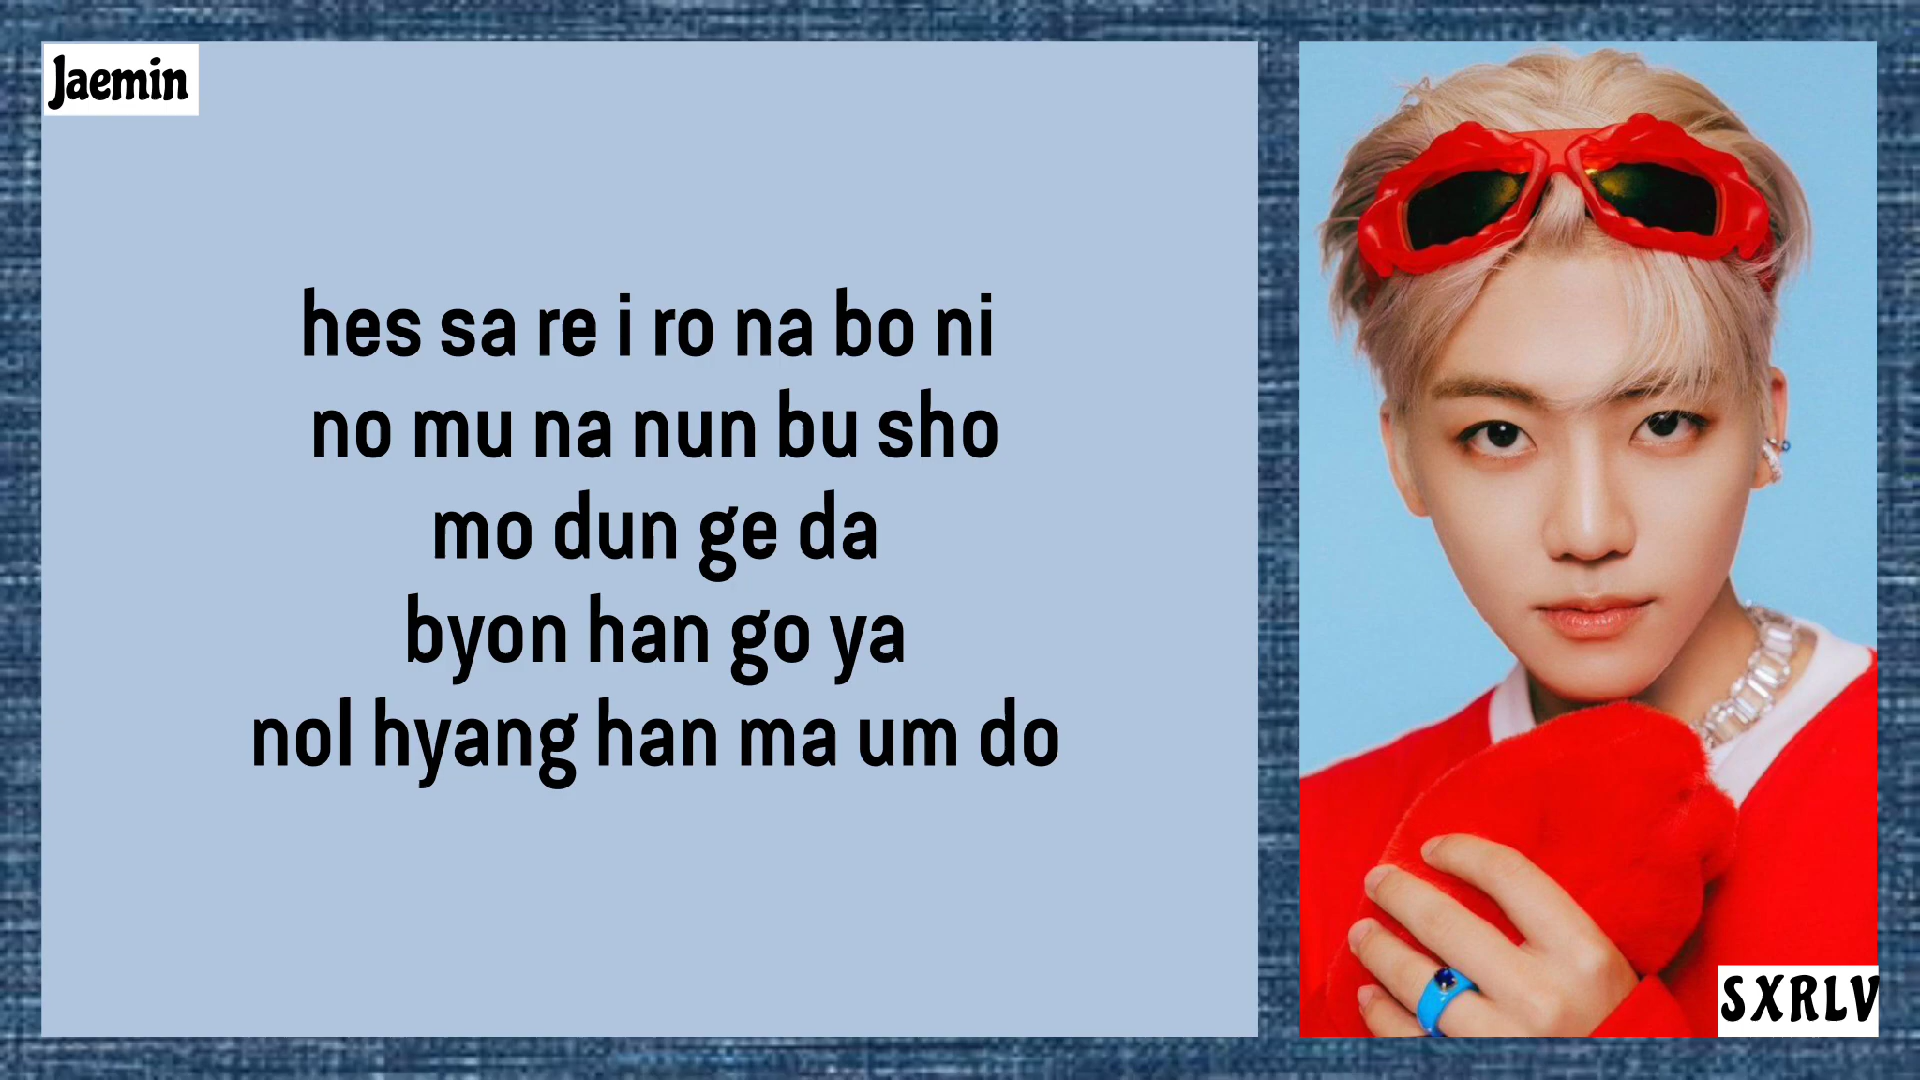 Jaemin
hes sa re i ro na bo ni
no mu na nun bu sho
mo dun ge da
byon han go ya
nol hyang han ma um do
SXRLV